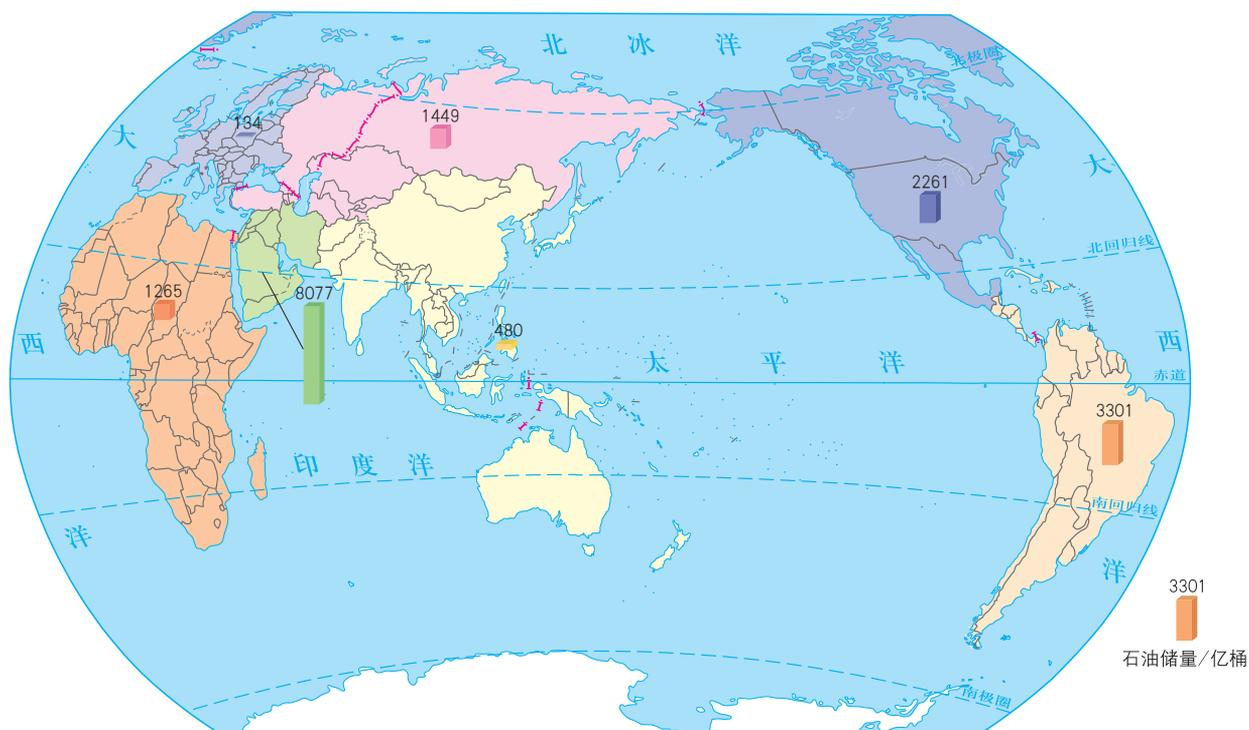 北冰洋
北极圈
大
134
1449
大
2261
北回归线
1265
8077
480
西
太平洋
西
赤道
3301
印度洋
南回归线
洋
洋
3301
石油储量/亿桶
南极圈